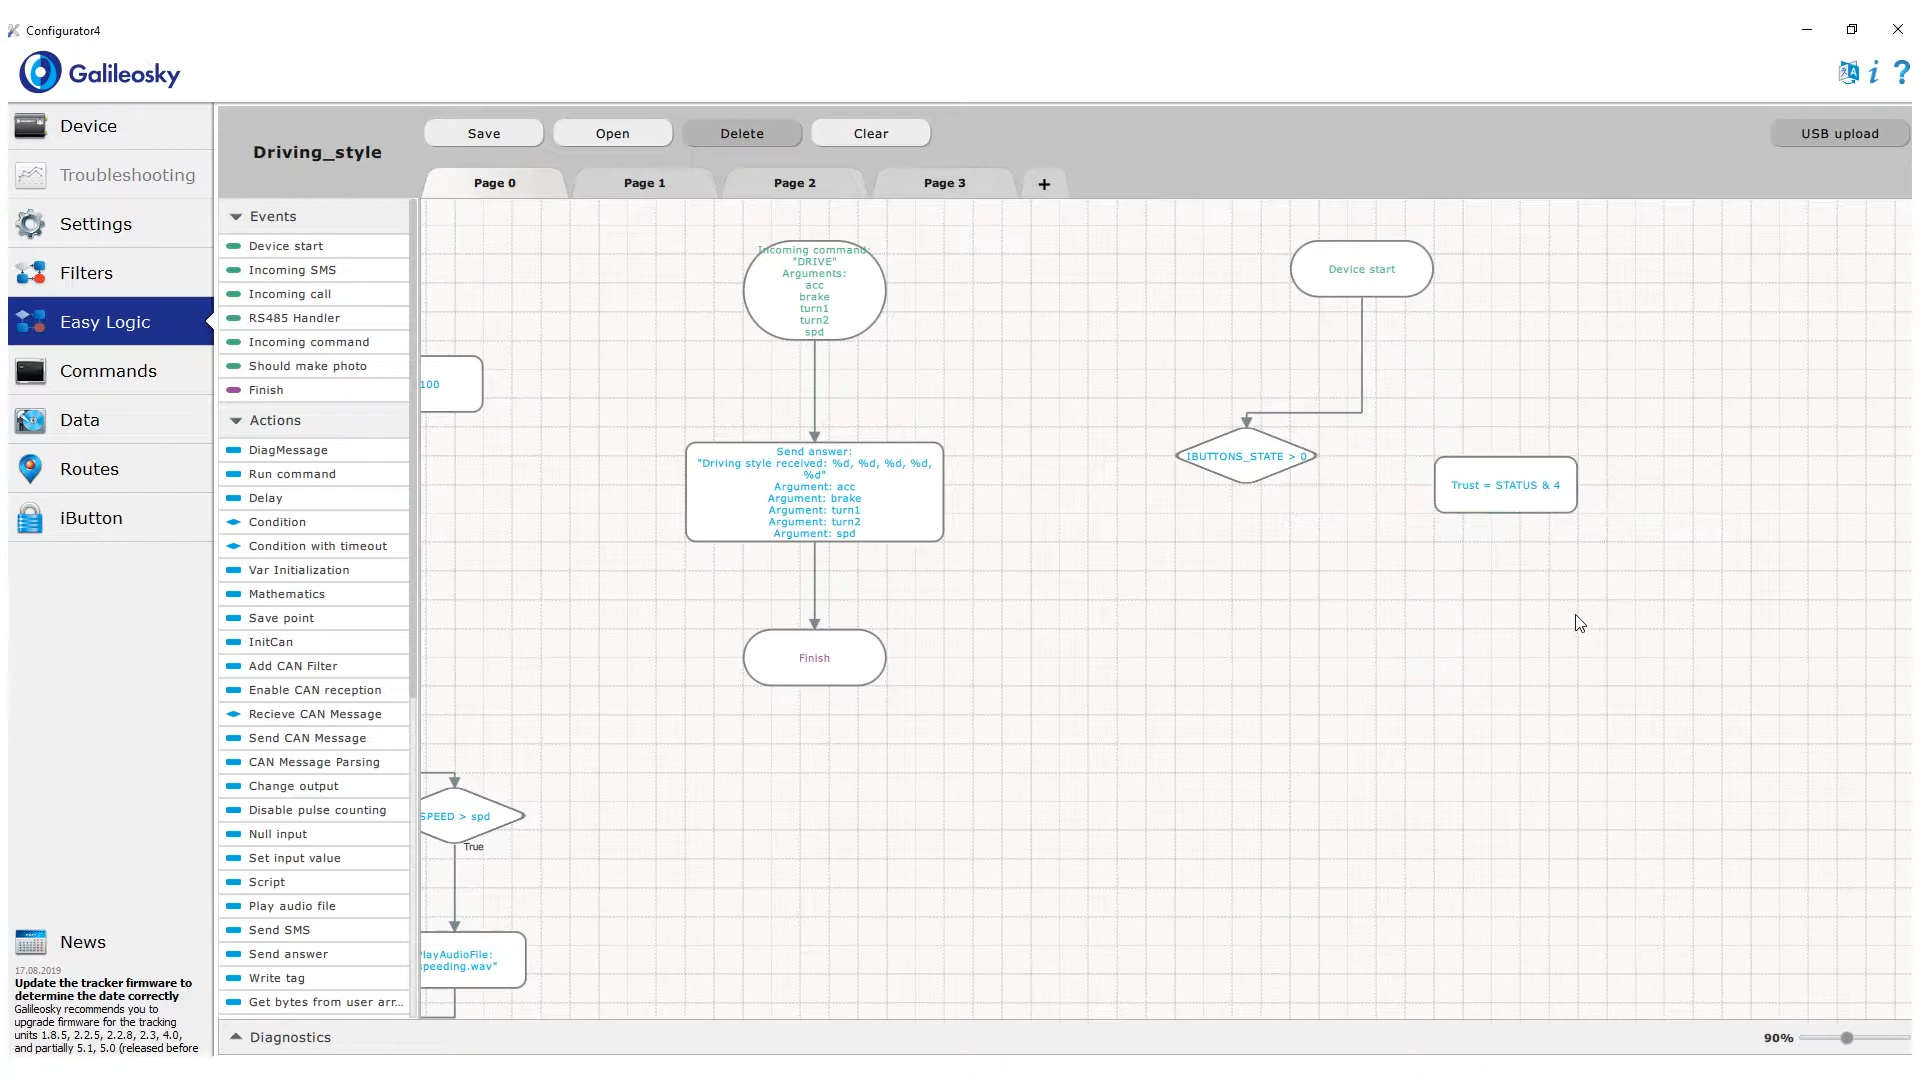 Configurator4
Galileosky
Device
Troubleshooting
Settings
Filters
Easy Logic
Commands
Data
Routes
iButton
News
17.08.2019
Update the tracker firmware to
determine the date correctly
Galileosky recommends you to
upgrade firmware for the tracking
units 1.8.5, 2.2.5, 2.2.8, 2.3, 4.0,
and partially 5.1, 5.0 (released before
Driving_style
Save
Open
Delete
Clear
USB upload
Page 0
Page 1
Page 2
Page 3
+
Events
Device start
Incoming SMS
Incoming call
RS485 Handler
Incoming command
Should make photo
Finish
Actions
DiagMessage
Run command
Delay
Condition
Condition with timeout
Var Initialization
Mathematics
Save point
InitCan
Add CAN Filter
Enable CAN reception
Recieve CAN Message
Send CAN Message
CAN Message Parsing
Change output
Disable pulse counting
Null input
Set input value
Script
Play audio file
Send SMS
Send answer
Write tag
Get bytes from user arr...
100
SPEED > spd
True
PlayAudioFile:
speeding.wav"
Incoming command:
"DRIVE"
Arguments:
acc
brake
turn1
turn2
spd
Send answer:
"Driving style received: %d, %d, %d, %d,
%d"
Argument: acc
Argument: brake
Argument: turn1
Argument: turn2
Argument: spd
Finish
Device start
IBUTTONS_STATE > 0
Trust = STATUS & 4
Diagnostics
90%